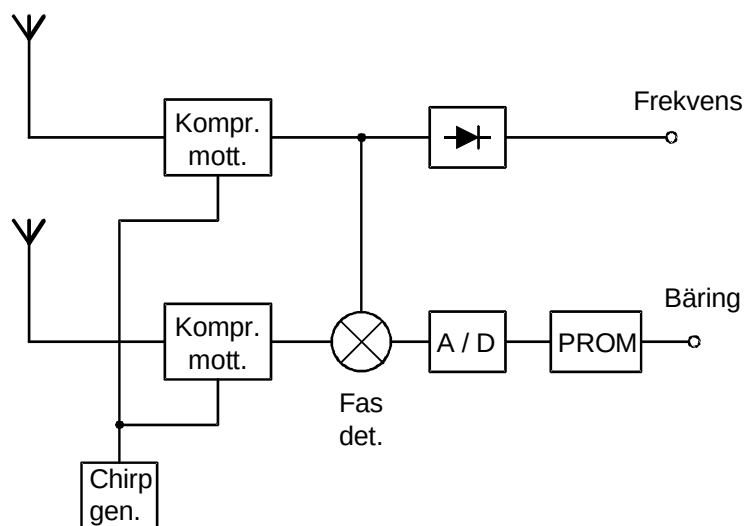 Frekvens
Kompr.
mott.
Bäring
Kompr.
mott.
A / D
PROM
Fas
det.
Chirp
gen.